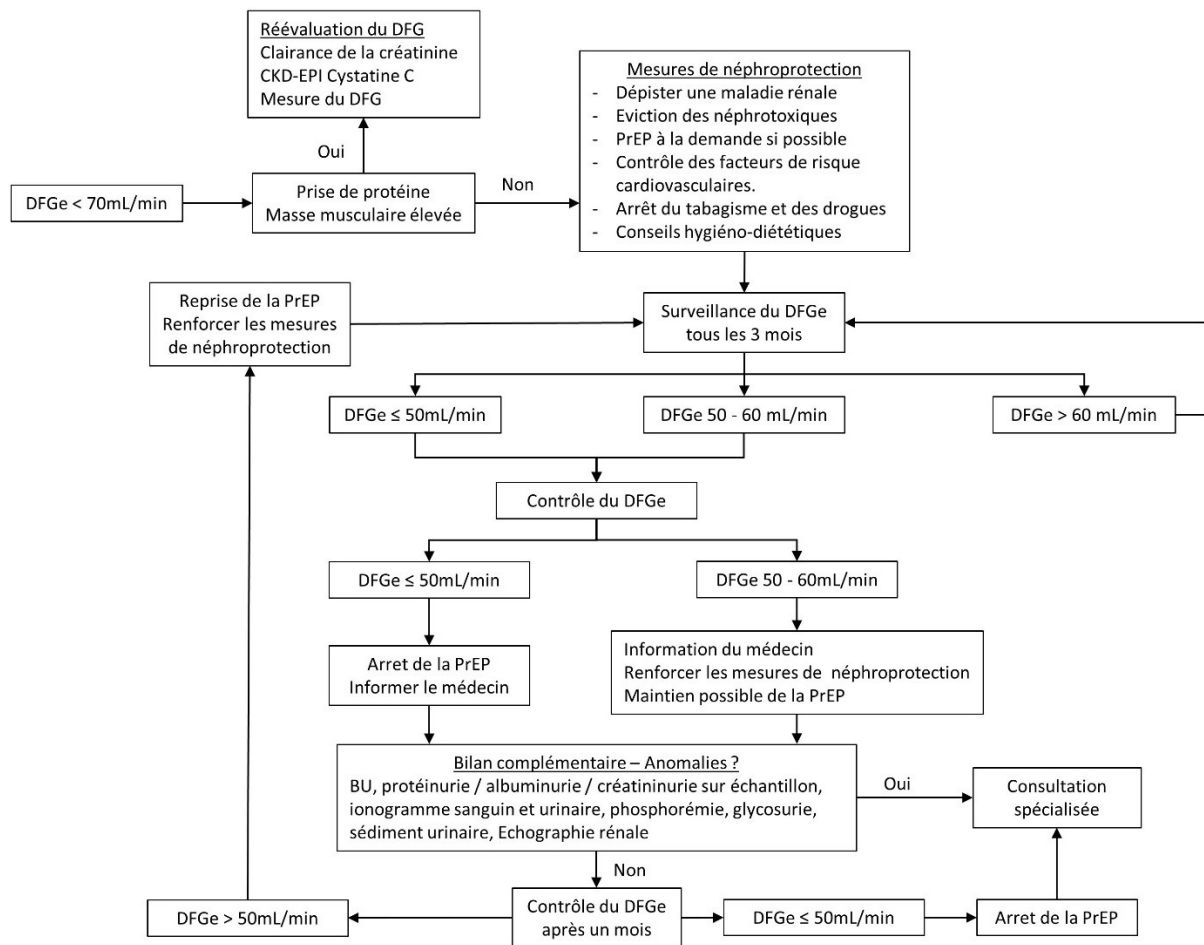 Réévaluation du DFG
Clairance de la créatinine
CKD-EPI Cystatine C
Mesure du DFG
Mesures de néphroprotection
- Dépister une maladie rénale
- Eviction des néphrotoxiques
- PrEP à la demande si possible
- Contrôle des facteurs de risque
cardiovasculaires.
- Arrêt du tabagisme et des drogues
- Conseils hygiéno-diététiques
Oui
DFGe < 70mL/min
Prise de protéine
Masse musculaire élevée
Non
Reprise de la PrEP
Renforcer les mesures
de néphroprotection
Surveillance du DFGe
tous les 3 mois
DFGe ≤ 50mL/min
DFGe 50 - 60 mL/min
DFGe > 60 mL/min
Contrôle du DFGe
DFGe ≤ 50mL/min
DFGe 50 - 60mL/min
Arret de la PrEP
Informer le médecin
Information du médecin
Renforcer les mesures de néphroprotection
Maintien possible de la PrEP
Bilan complémentaire – Anomalies ?
BU, protéinurie / albuminurie / créatininurie sur échantillon,
ionogramme sanguin et urinaire, phosphorémie, glycosurie,
sédiment urinaire, Echographie rénale
Oui
Consultation
spécialisée
Non
DFGe > 50mL/min
Contrôle du DFGe
après un mois
DFGe ≤ 50mL/min
Arret de la PrEP